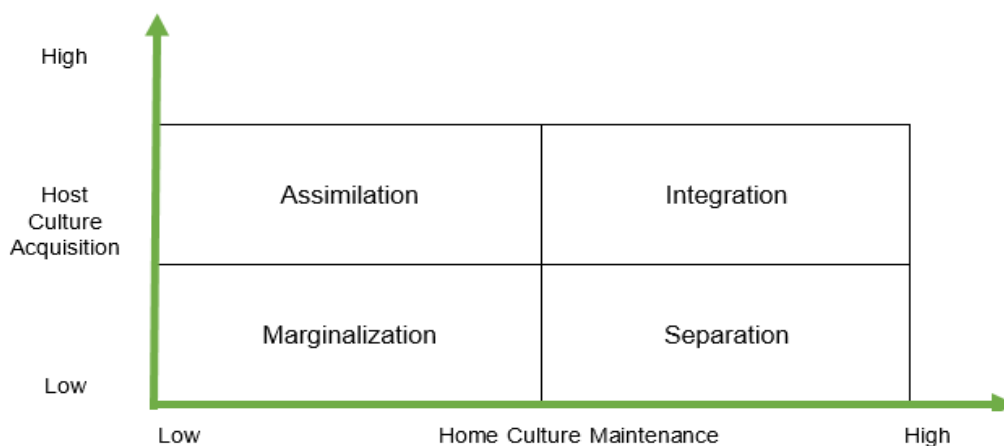 High
Host
Culture
Acquisition
Assimilation
Integration
Marginalization
Separation
Low
Low
Home Culture Maintenance
High